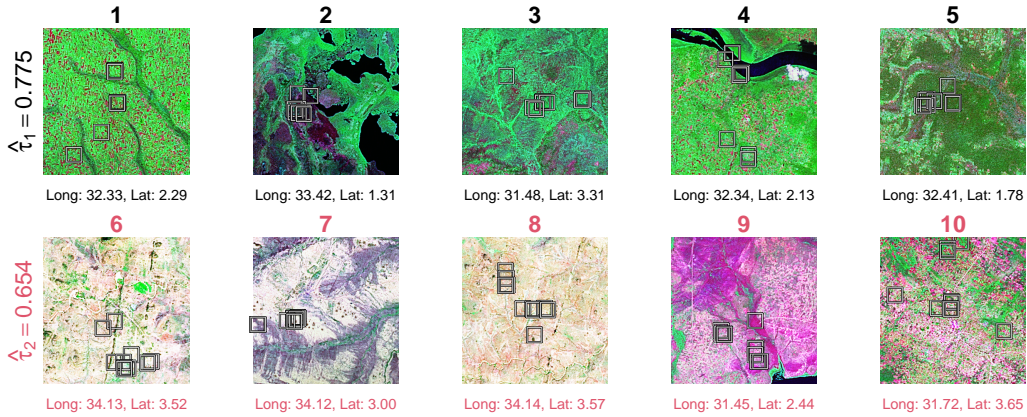 1 2 3 4 5
τ̂₁ = 0.775
Long: 32.33, Lat: 2.29 Long: 33.42, Lat: 1.31 Long: 31.48, Lat: 3.31 Long: 32.34, Lat: 2.13 Long: 32.41, Lat: 1.78
6 7 8 9 10
τ̂₂ = 0.654
Long: 34.13, Lat: 3.52 Long: 34.12, Lat: 3.00 Long: 34.14, Lat: 3.57 Long: 31.45, Lat: 2.44 Long: 31.72, Lat: 3.65